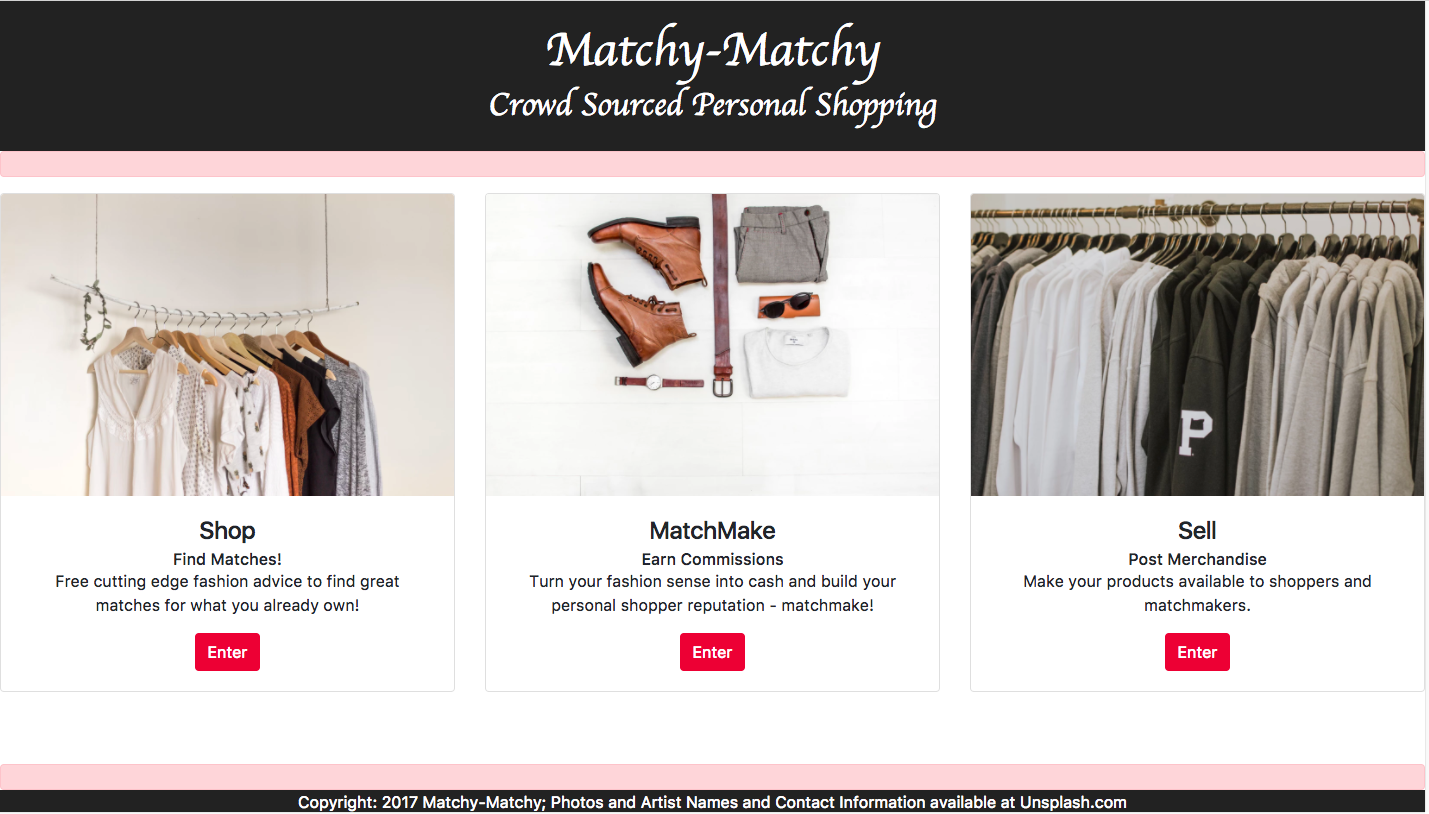 Matchy-Matchy
Crowd Sourced Personal Shopping
P
Shop
Find Matches!
Free cutting edge fashion advice to find great
matches for what you already own!
Enter
MatchMake
Earn Commissions
Turn your fashion sense into cash and build your
personal shopper reputation - matchmake!
Enter
Sell
Post Merchandise
Make your products available to shoppers and
matchmakers.
Enter
Copyright: 2017 Matchy-Matchy; Photos and Artist Names and Contact Information available at Unsplash.com